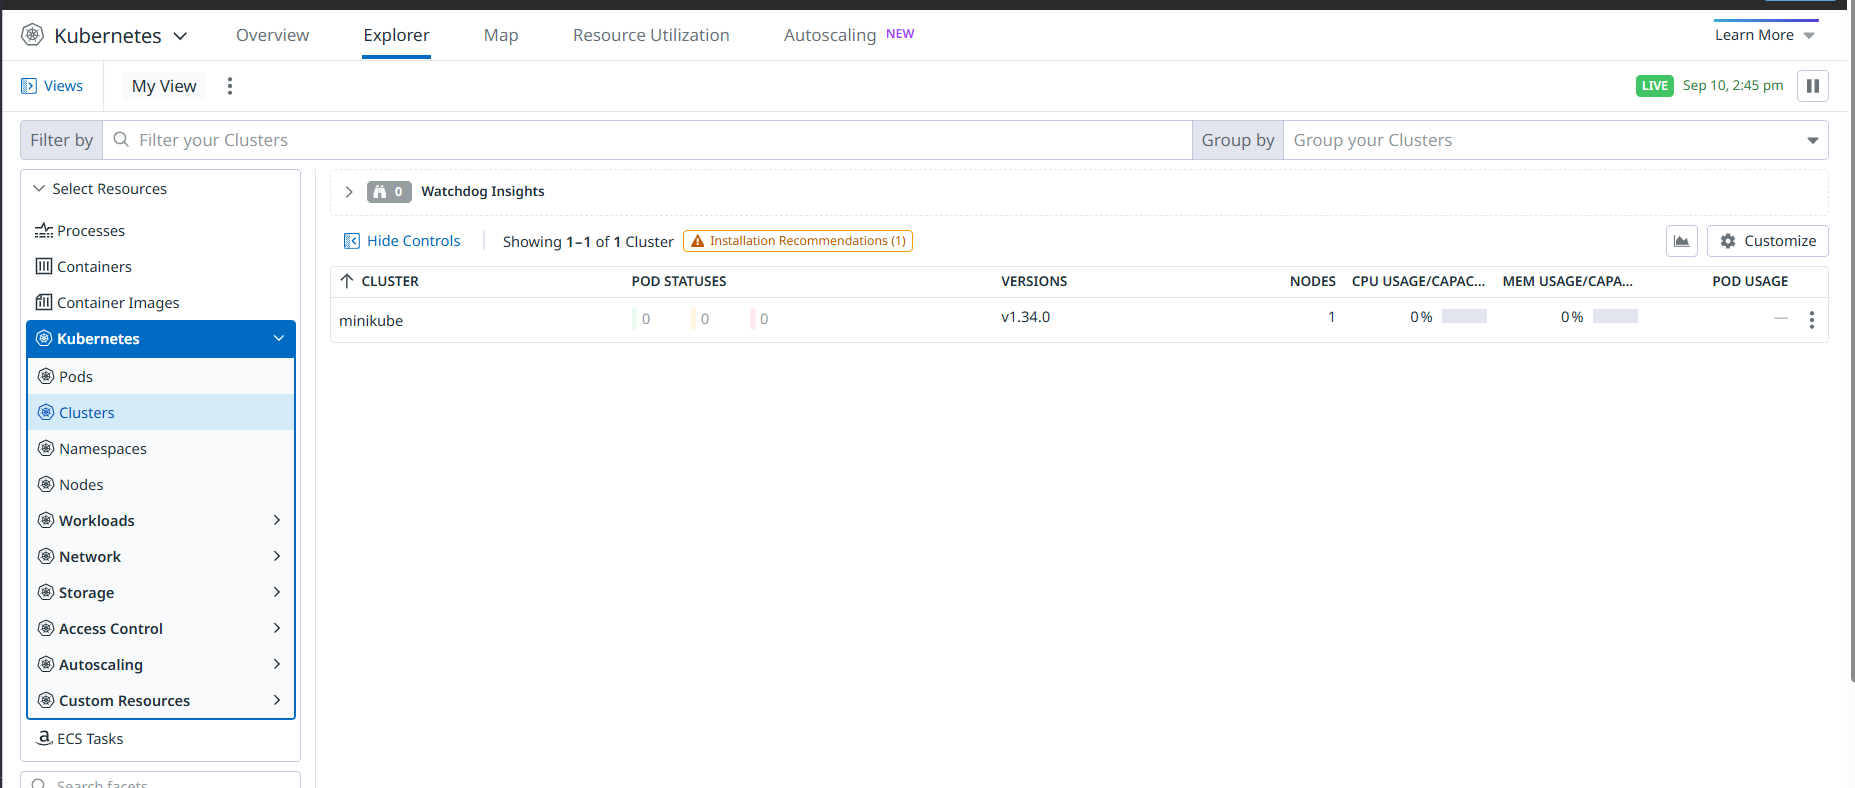 Kubernetes Overview Explorer Map Resource Utilization Autoscaling NEW Learn More
Views My View LIVE Sep 10, 2:45 pm
Filter by Filter your Clusters Group by Group your Clusters
Select Resources
Processes
Containers
Container Images
Kubernetes
Pods
Clusters
Namespaces
Nodes
Workloads
Network
Storage
Access Control
Autoscaling
Custom Resources
ECS Tasks
Search facets
0 Watchdog Insights
Hide Controls Showing 1–1 of 1 Cluster Installation Recommendations (1) Customize
CLUSTER POD STATUSES VERSIONS NODES CPU USAGE/CAPAC... MEM USAGE/CAPA... POD USAGE
minikube 0 0 0 v1.34.0 1 0% 0% —